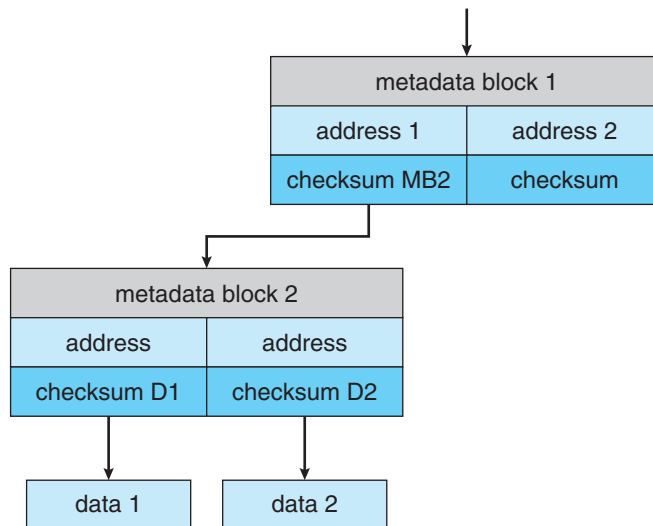 metadata block 1
address 1 address 2
checksum MB2 checksum
metadata block 2
address address
checksum D1 checksum D2
data 1 data 2